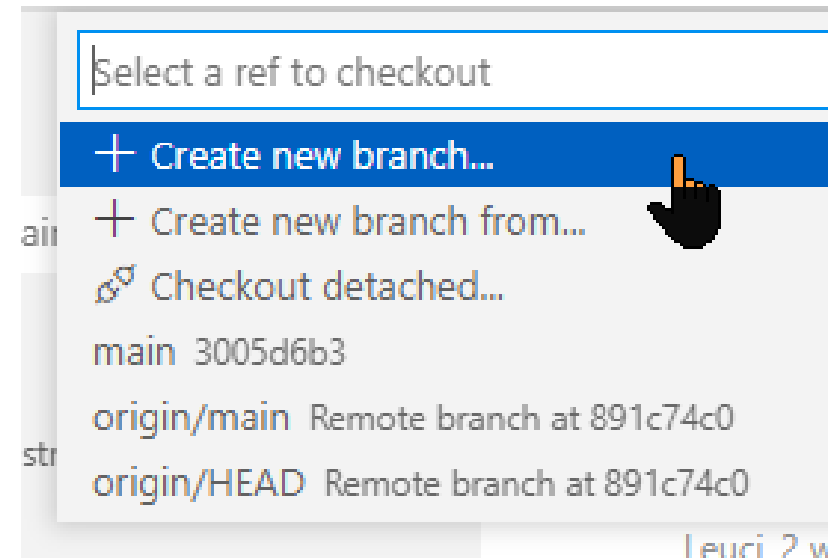 Select a ref to checkout
Create new branch...
Create new branch from...
Checkout detached...
main 3005d6b3
origin/main Remote branch at 891c74c0
origin/HEAD Remote branch at 891c74c0